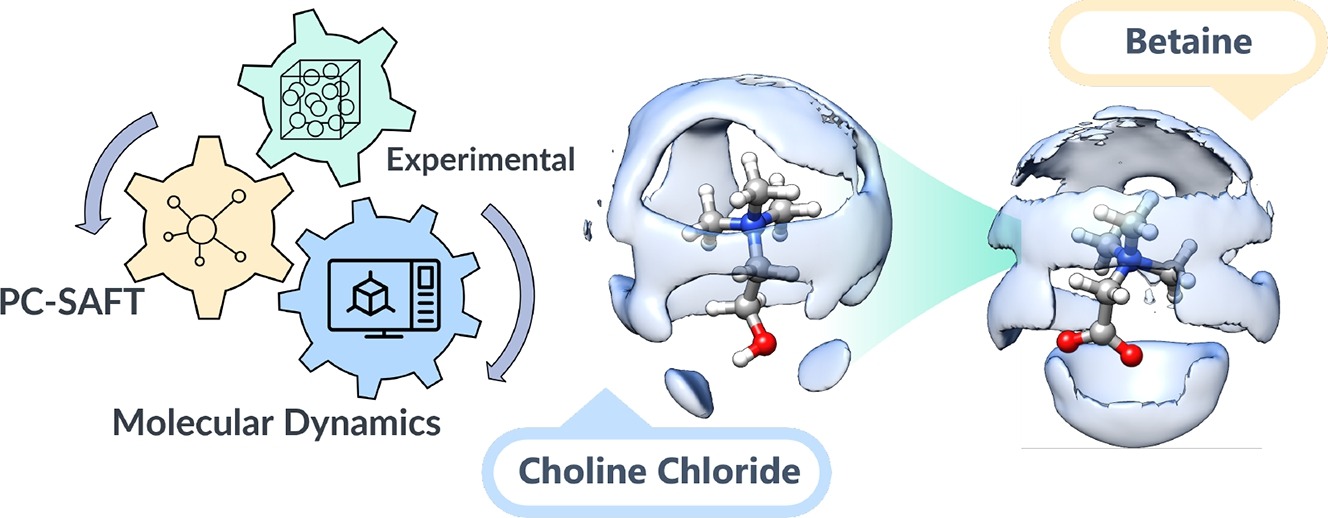 Betaine
Experimental
PC-SAFT
Molecular Dynamics
Choline Chloride